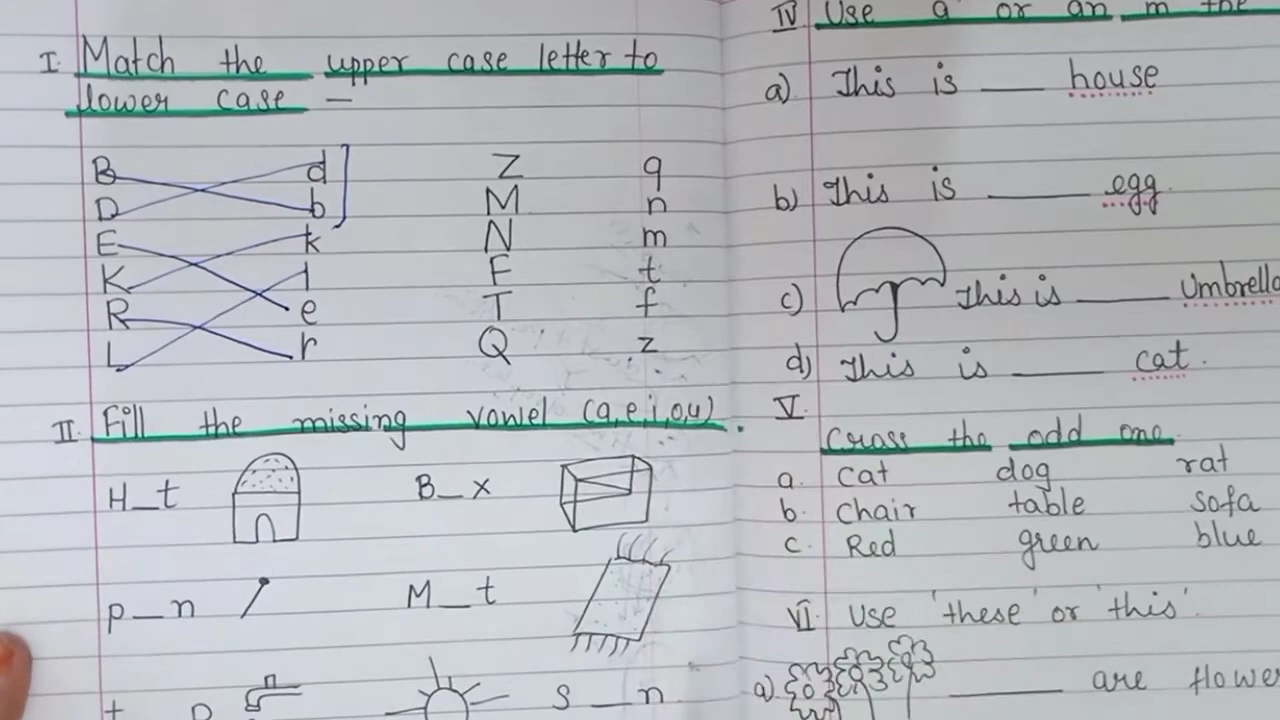 I. Match the upper case letter to
lower case –
B d Z q
D b M n
E k N m
K l F t
R e T f
L r Q z
II. Fill the missing vowel (a,e,i,o,u).
H_t B_x
p_n M_t
t p S_n
IV Use a or an in the
a) This is ___ house
b) This is ___ egg.
c) This is ___ Umbrella
d) This is ___ cat.
V.
Cross the odd one.
a. Cat dog rat
b. Chair table sofa
c. Red green blue
VI. Use 'these' or 'this'.
a) ___ are flower